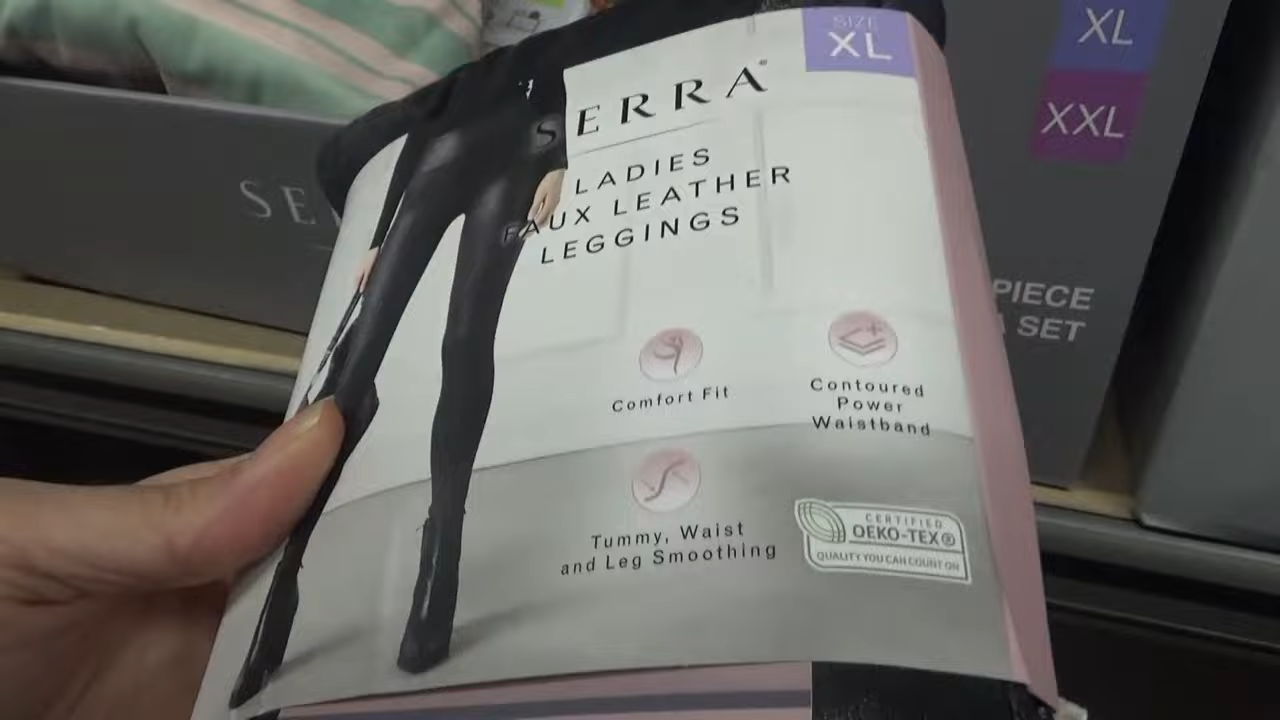 SIZE
XL
SERRA
LADIES
FAUX LEATHER
LEGGINGS
Comfort Fit
Contoured
Power
Waistband
Tummy, Waist
and Leg Smoothing
CERTIFIED
OEKO-TEX®
QUALITY YOU CAN COUNT ON
SE
XL
XXL
PIECE
SET